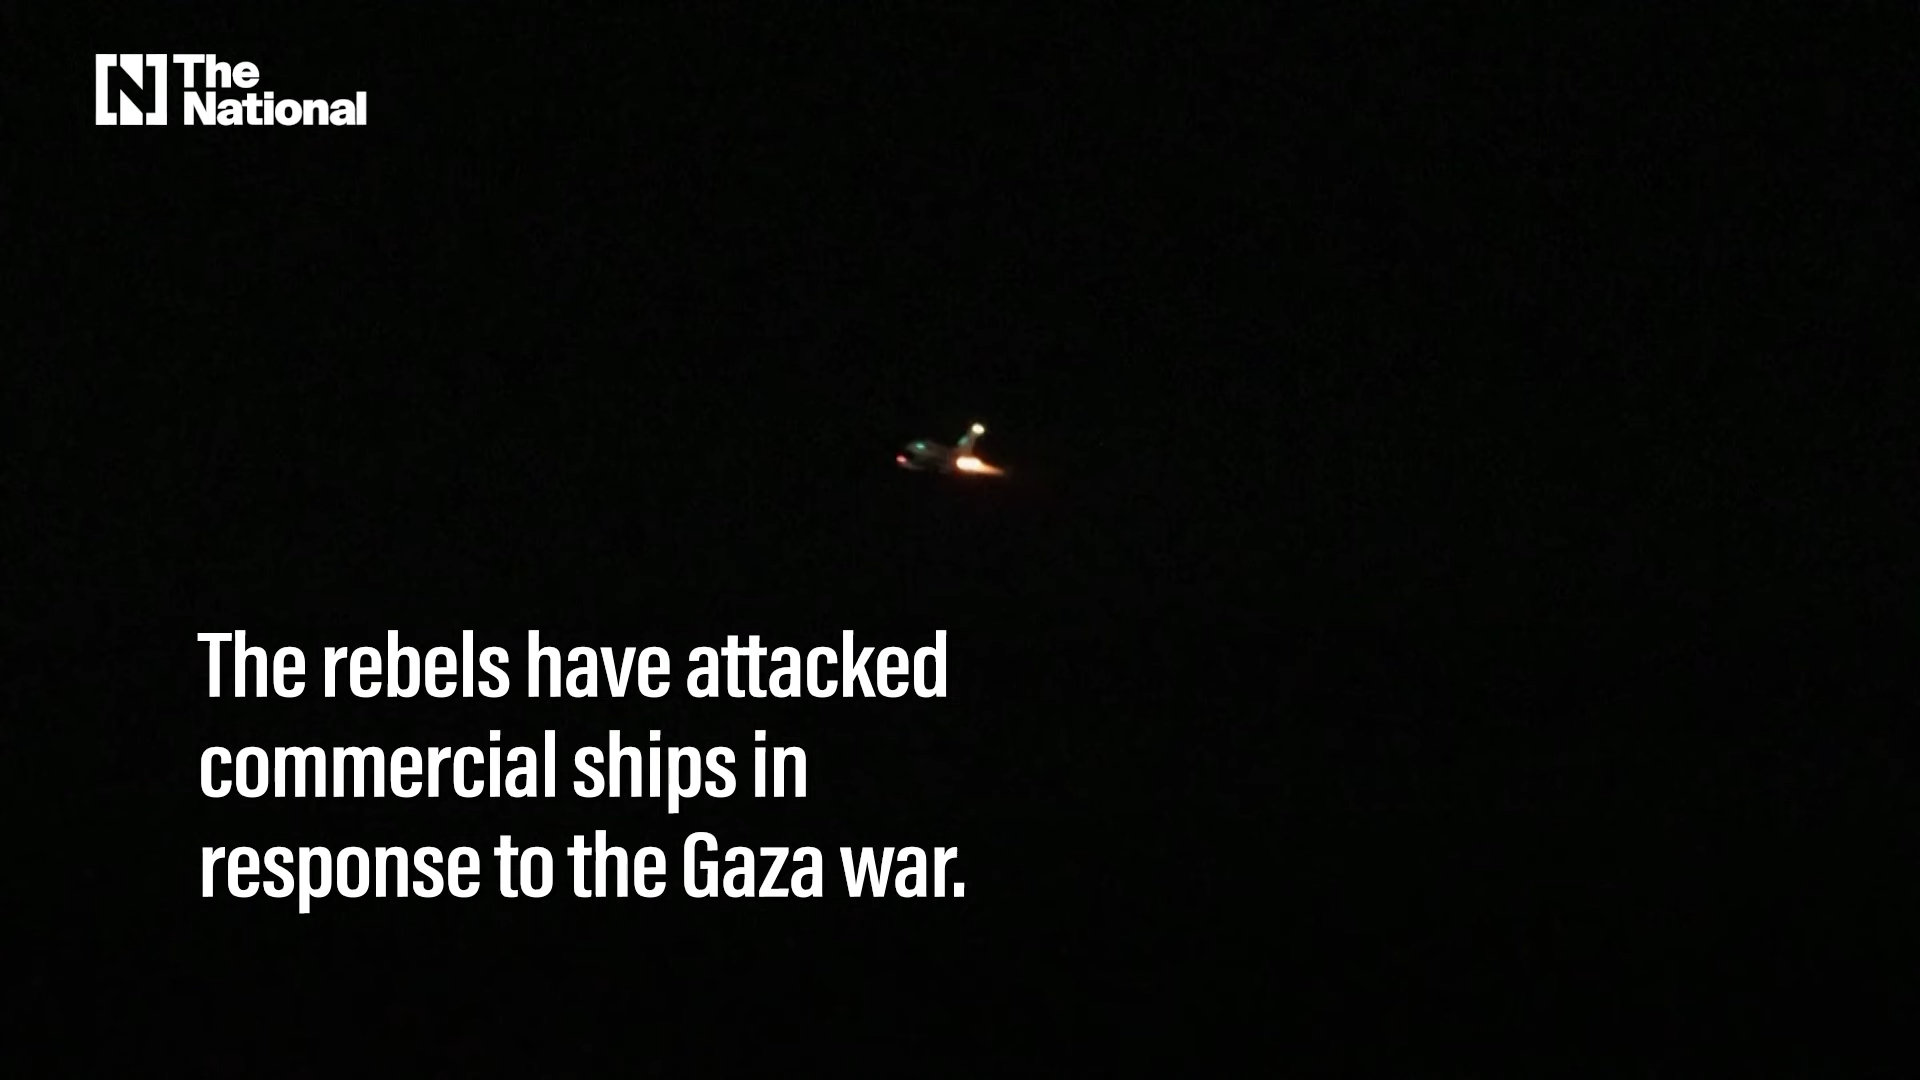 The
National
The rebels have attacked
commercial ships in
response to the Gaza war.